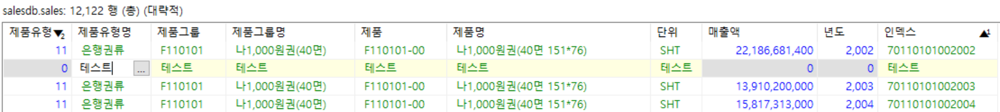 salesdb.sales: 12,122 행 (총) (대략적)
제품유형▼2 제품유형명 제품그룹 제품그룹명 제품 제품명 단위 매출액 년도 인덱스 ▲1
11 은행권류 F110101 나1,000원권(40면) F110101-00 나1,000원권(40면 151*76) SHT 22,186,681,400 2,002 70110101002002
0 테스트 ... 테스트 테스트 테스트 테스트 테스트 0 0 테스트
11 은행권류 F110101 나1,000원권(40면) F110101-00 나1,000원권(40면 151*76) SHT 13,910,200,000 2,003 70110101002003
11 은행권류 F110101 나1,000원권(40면) F110101-00 나1,000원권(40면 151*76) SHT 15,817,313,000 2,004 70110101002004